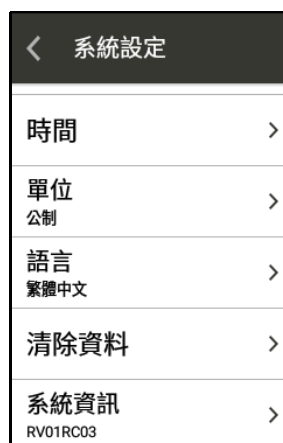 系統設定
時間
單位
公制
語言
繁體中文
清除資料
系統資訊
RV01RC03